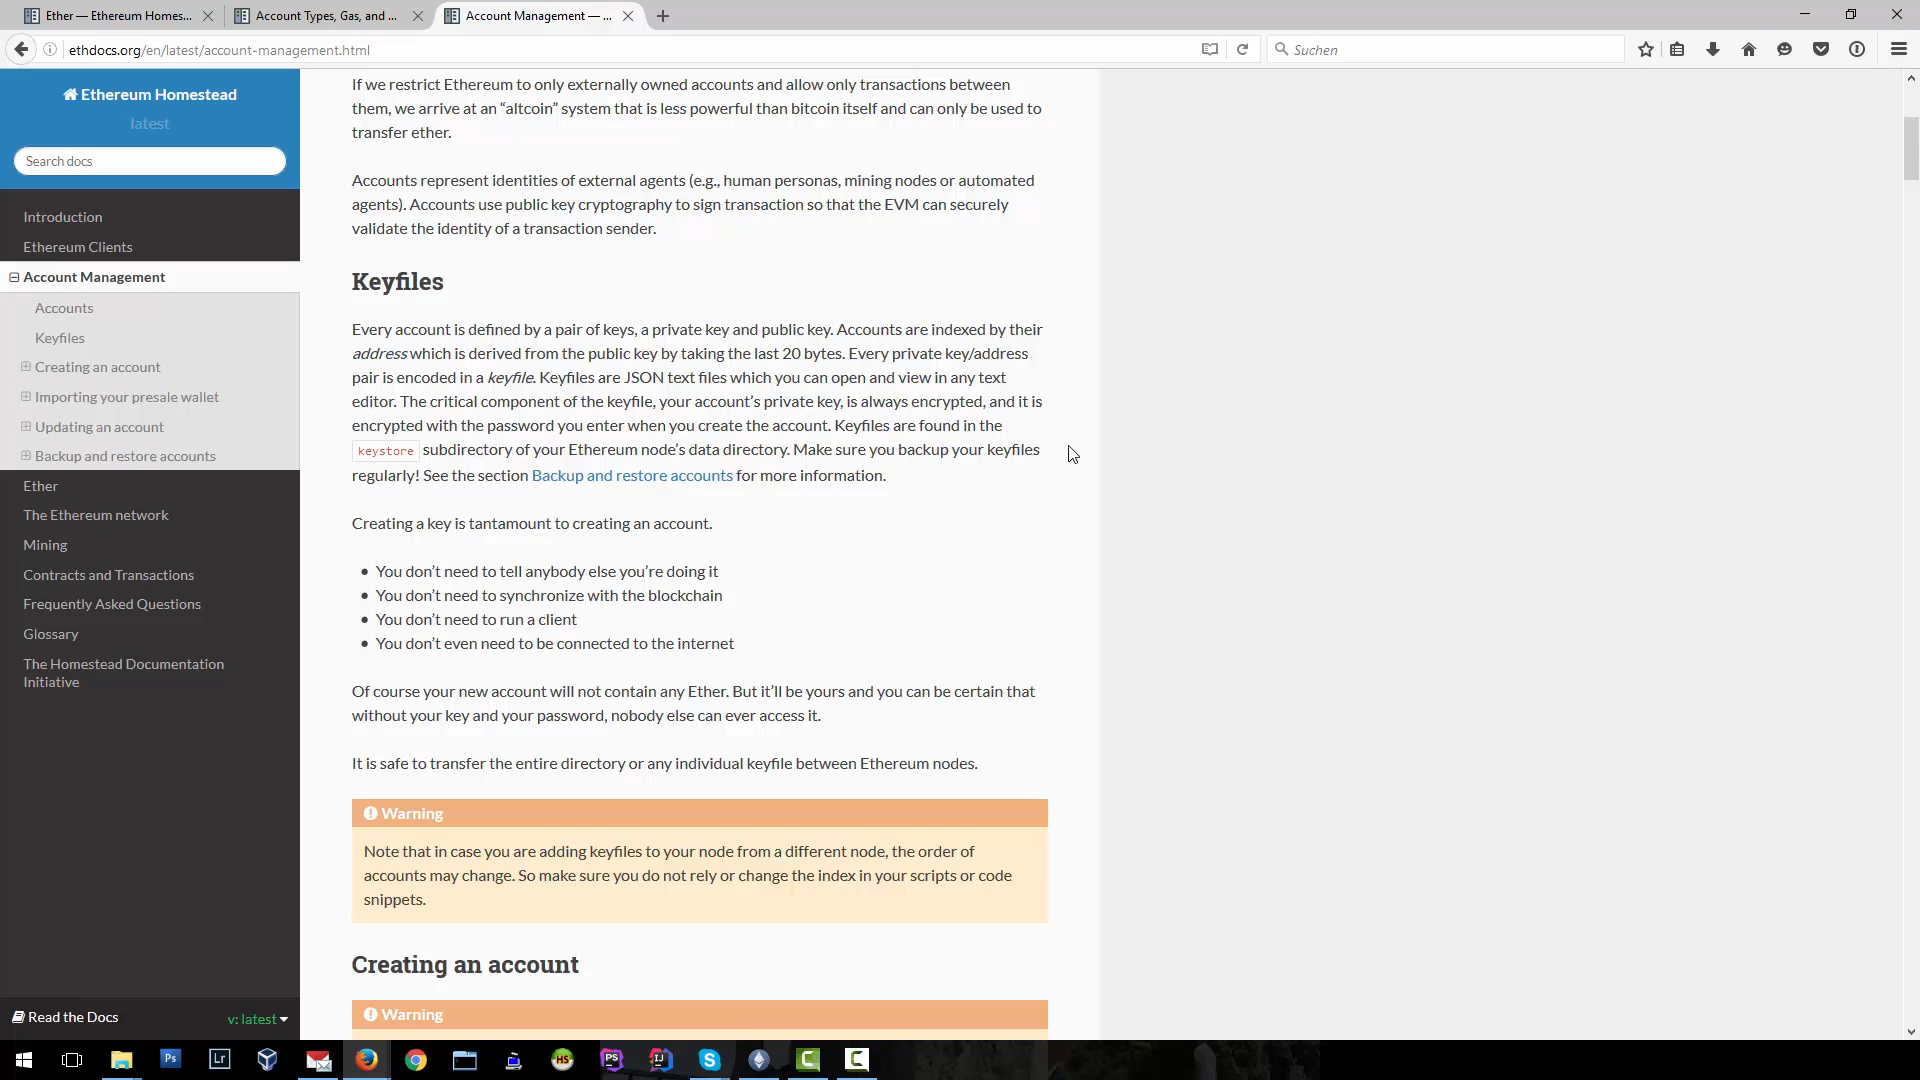 Ether — Ethereum Homes...
Account Types, Gas, and ...
Account Management — ...
ethdocs.org/en/latest/account-management.html
Suchen
Ethereum Homestead
latest
Search docs
Introduction
Ethereum Clients
Account Management
Accounts
Keyfiles
Creating an account
Importing your presale wallet
Updating an account
Backup and restore accounts
Ether
The Ethereum network
Mining
Contracts and Transactions
Frequently Asked Questions
Glossary
The Homestead Documentation
Initiative
Read the Docs
v: latest
If we restrict Ethereum to only externally owned accounts and allow only transactions between
them, we arrive at an “altcoin” system that is less powerful than bitcoin itself and can only be used to
transfer ether.
Accounts represent identities of external agents (e.g., human personas, mining nodes or automated
agents). Accounts use public key cryptography to sign transaction so that the EVM can securely
validate the identity of a transaction sender.
Keyfiles
Every account is defined by a pair of keys, a private key and public key. Accounts are indexed by their
address which is derived from the public key by taking the last 20 bytes. Every private key/address
pair is encoded in a keyfile. Keyfiles are JSON text files which you can open and view in any text
editor. The critical component of the keyfile, your account’s private key, is always encrypted, and it is
encrypted with the password you enter when you create the account. Keyfiles are found in the
keystore subdirectory of your Ethereum node’s data directory. Make sure you backup your keyfiles
regularly! See the section Backup and restore accounts for more information.
Creating a key is tantamount to creating an account.
• You don’t need to tell anybody else you’re doing it
• You don’t need to synchronize with the blockchain
• You don’t need to run a client
• You don’t even need to be connected to the internet
Of course your new account will not contain any Ether. But it’ll be yours and you can be certain that
without your key and your password, nobody else can ever access it.
It is safe to transfer the entire directory or any individual keyfile between Ethereum nodes.
Warning
Note that in case you are adding keyfiles to your node from a different node, the order of
accounts may change. So make sure you do not rely or change the index in your scripts or code
snippets.
Creating an account
Warning
Ps
Lr
HS
PS
IJ
S
C
C